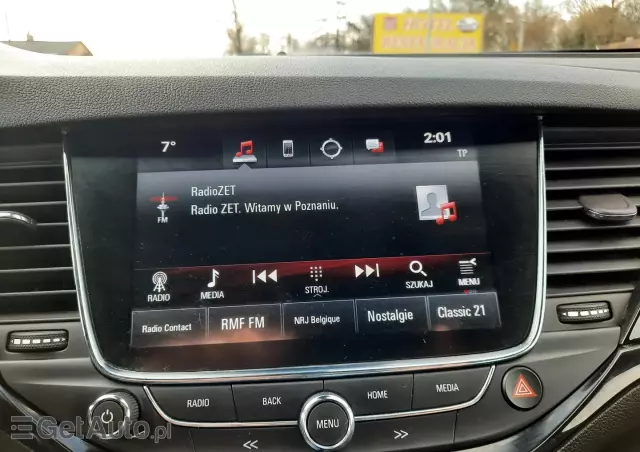 HOTEL
7°
2:01
TP
RadioZET
Radio ZET. Witamy w Poznaniu.
FM
RADIO
MEDIA
STROJ.
SZUKAJ
MENU
Radio Contact
RMF FM
NRJ Belgique
Nostalgie
Classic 21
RADIO
BACK
HOME
MEDIA
MENU
GetAuto.pl